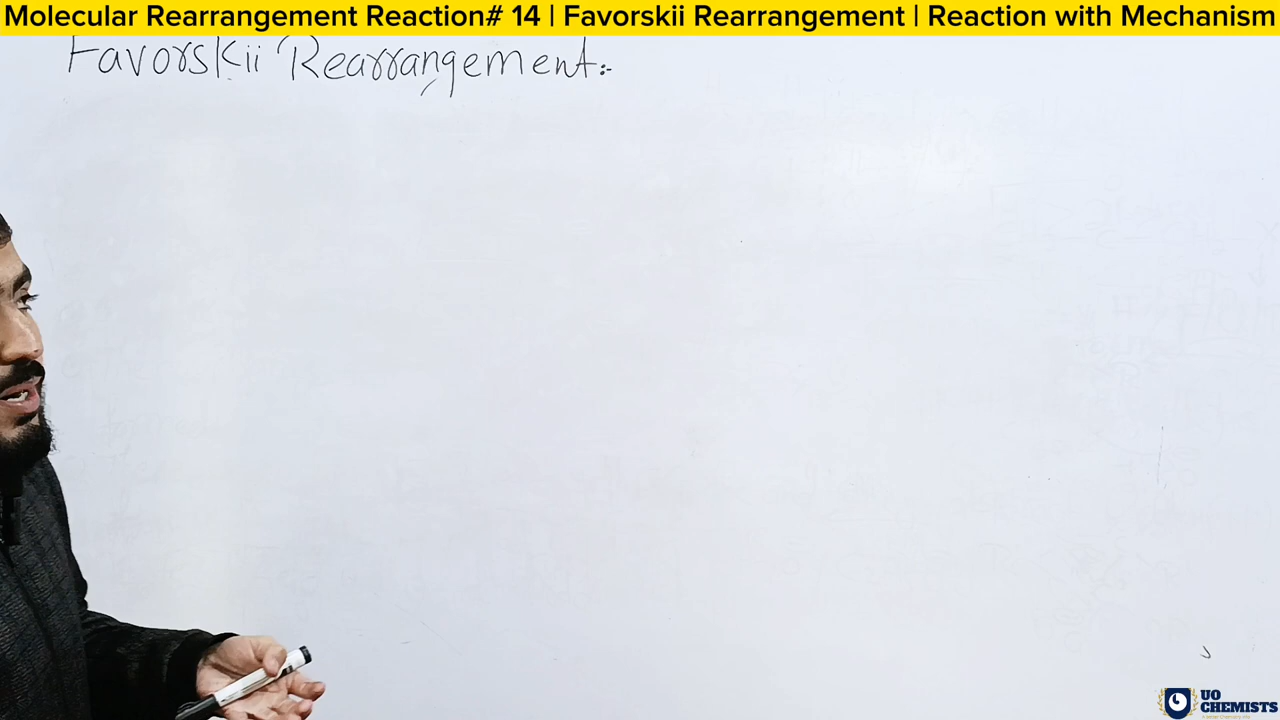 Molecular Rearrangement Reaction# 14 | Favorskii Rearrangement | Reaction with Mechanism
Favorskii Rearrangement:-
UO
CHEMISTS